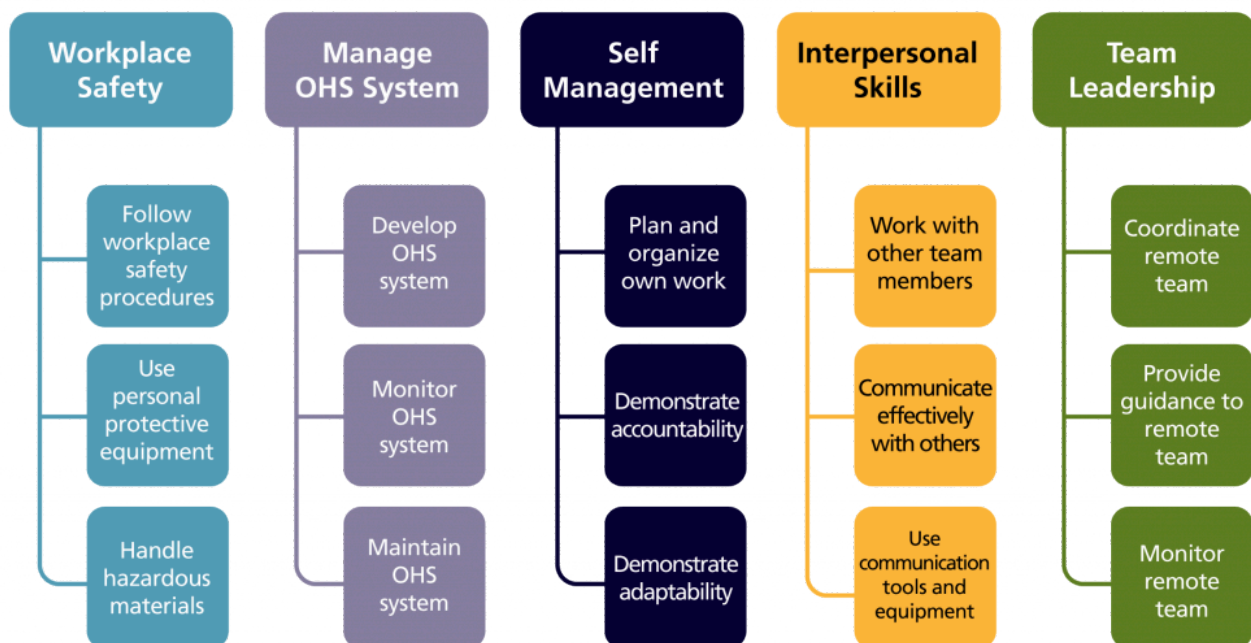 Workplace
Safety
Follow
workplace
safety
procedures
Use
personal
protective
equipment
Handle
hazardous
materials
Manage
OHS System
Develop
OHS
system
Monitor
OHS
system
Maintain
OHS
system
Self
Management
Plan and
organize
own work
Demonstrate
accountability
Demonstrate
adaptability
Interpersonal
Skills
Work with
other team
members
Communicate
effectively
with others
Use
communication
tools and
equipment
Team
Leadership
Coordinate
remote
team
Provide
guidance to
remote
team
Monitor
remote
team